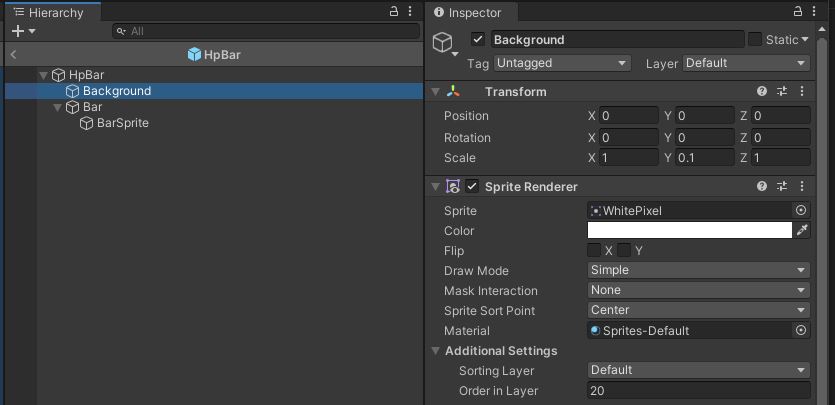 Hierarchy
All
HpBar
HpBar
Background
Bar
BarSprite
Inspector
Background
Static
Tag Untagged Layer Default
Transform
Position X 0 Y 0 Z 0
Rotation X 0 Y 0 Z 0
Scale X 1 Y 0.1 Z 1
Sprite Renderer
Sprite WhitePixel
Color
Flip X Y
Draw Mode Simple
Mask Interaction None
Sprite Sort Point Center
Material Sprites-Default
Additional Settings
Sorting Layer Default
Order in Layer 20